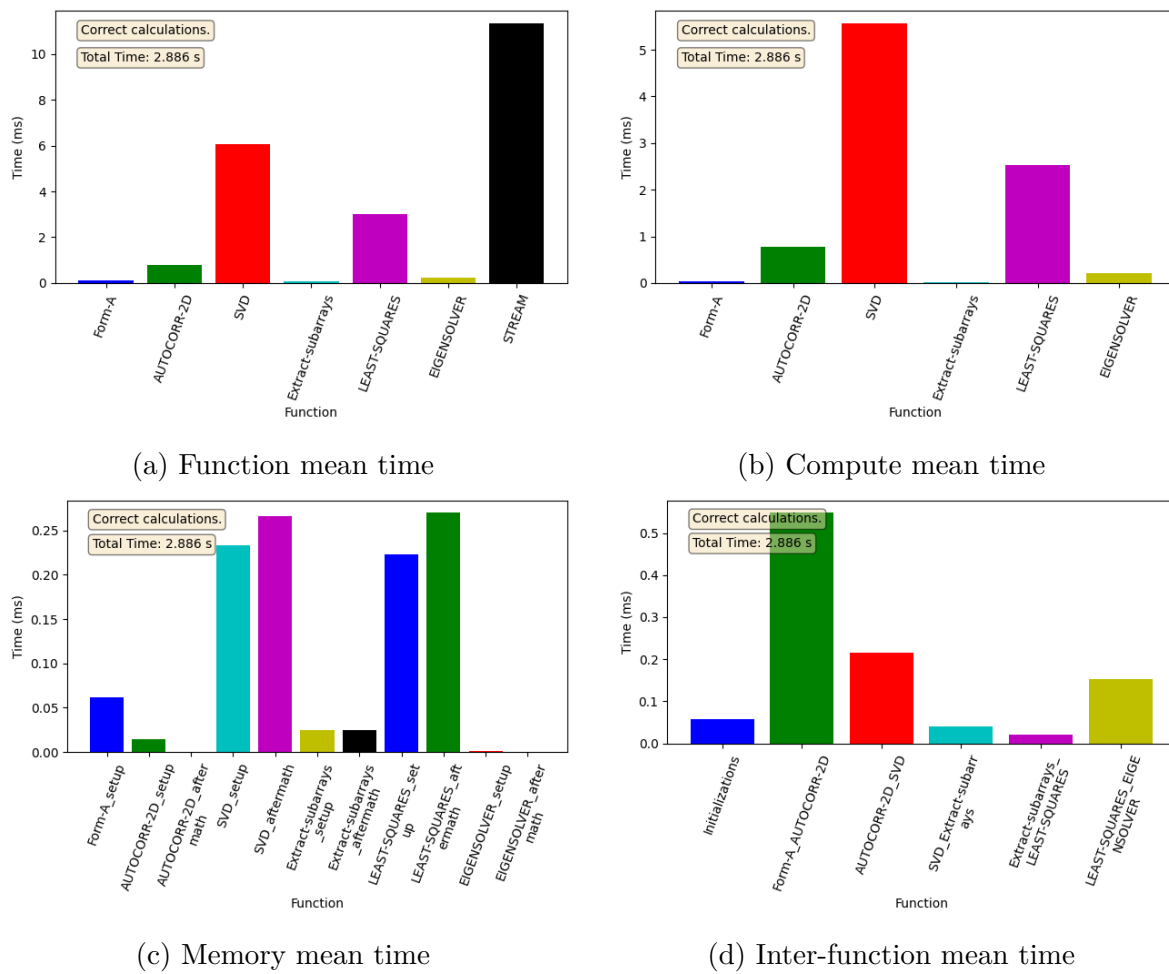 Correct calculations.
Total Time: 2.886 s
10
8
6
4
2
0
Time (ms)
Form-A
AUTOCORR-2D
SVD
Extract-subarrays
LEAST-SQUARES
EIGENSOLVER
STREAM
Function
(a) Function mean time
Correct calculations.
Total Time: 2.886 s
5
4
3
2
1
0
Time (ms)
Form-A
AUTOCORR-2D
SVD
Extract-subarrays
LEAST-SQUARES
EIGENSOLVER
Function
(b) Compute mean time
Correct calculations.
Total Time: 2.886 s
0.25
0.20
0.15
0.10
0.05
0.00
Time (ms)
Form-A_setup
AUTOCORR-2D_setup
AUTOCORR-2D_after
math
SVD_setup
SVD_aftermath
Extract-subarrays
_setup
Extract-subarrays
_aftermath
LEAST-SQUARES_set
up
LEAST-SQUARES_aft
ermath
EIGENSOLVER_setup
EIGENSOLVER_after
math
Function
(c) Memory mean time
Correct calculations.
Total Time: 2.886 s
0.5
0.4
0.3
0.2
0.1
0.0
Time (ms)
Initializations
Form-A_AUTOCORR-2D
AUTOCORR-2D_SVD
SVD_Extract-subarr
ays
Extract-subarrays_
LEAST-SQUARES
LEAST-SQUARES_EIGE
NSOLVER
Function
(d) Inter-function mean time